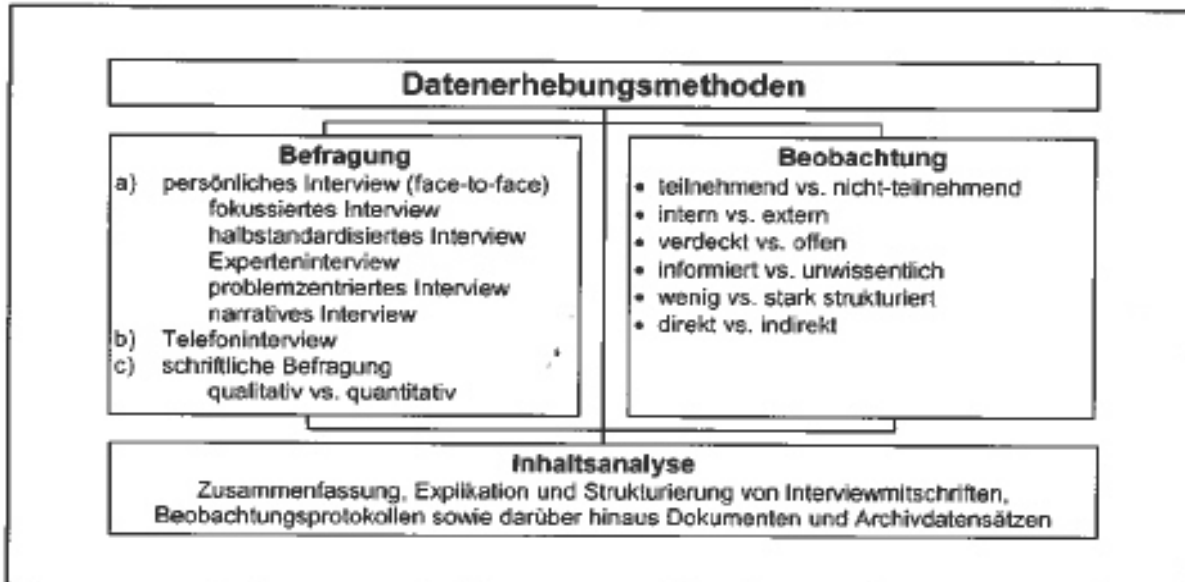 Datenerhebungsmethoden
Befragung
a) persönliches Interview (face-to-face)
fokussiertes Interview
halbstandardisiertes Interview
Experteninterview
problemzentriertes Interview
narratives Interview
b) Telefoninterview
c) schriftliche Befragung
qualitativ vs. quantitativ
Beobachtung
• teilnehmend vs. nicht-teilnehmend
• intern vs. extern
• verdeckt vs. offen
• informiert vs. unwissentlich
• wenig vs. stark strukturiert
• direkt vs. indirekt
Inhaltsanalyse
Zusammenfassung, Explikation und Strukturierung von Interviewmitschriften,
Beobachtungsprotokollen sowie darüber hinaus Dokumenten und Archivdatensätzen